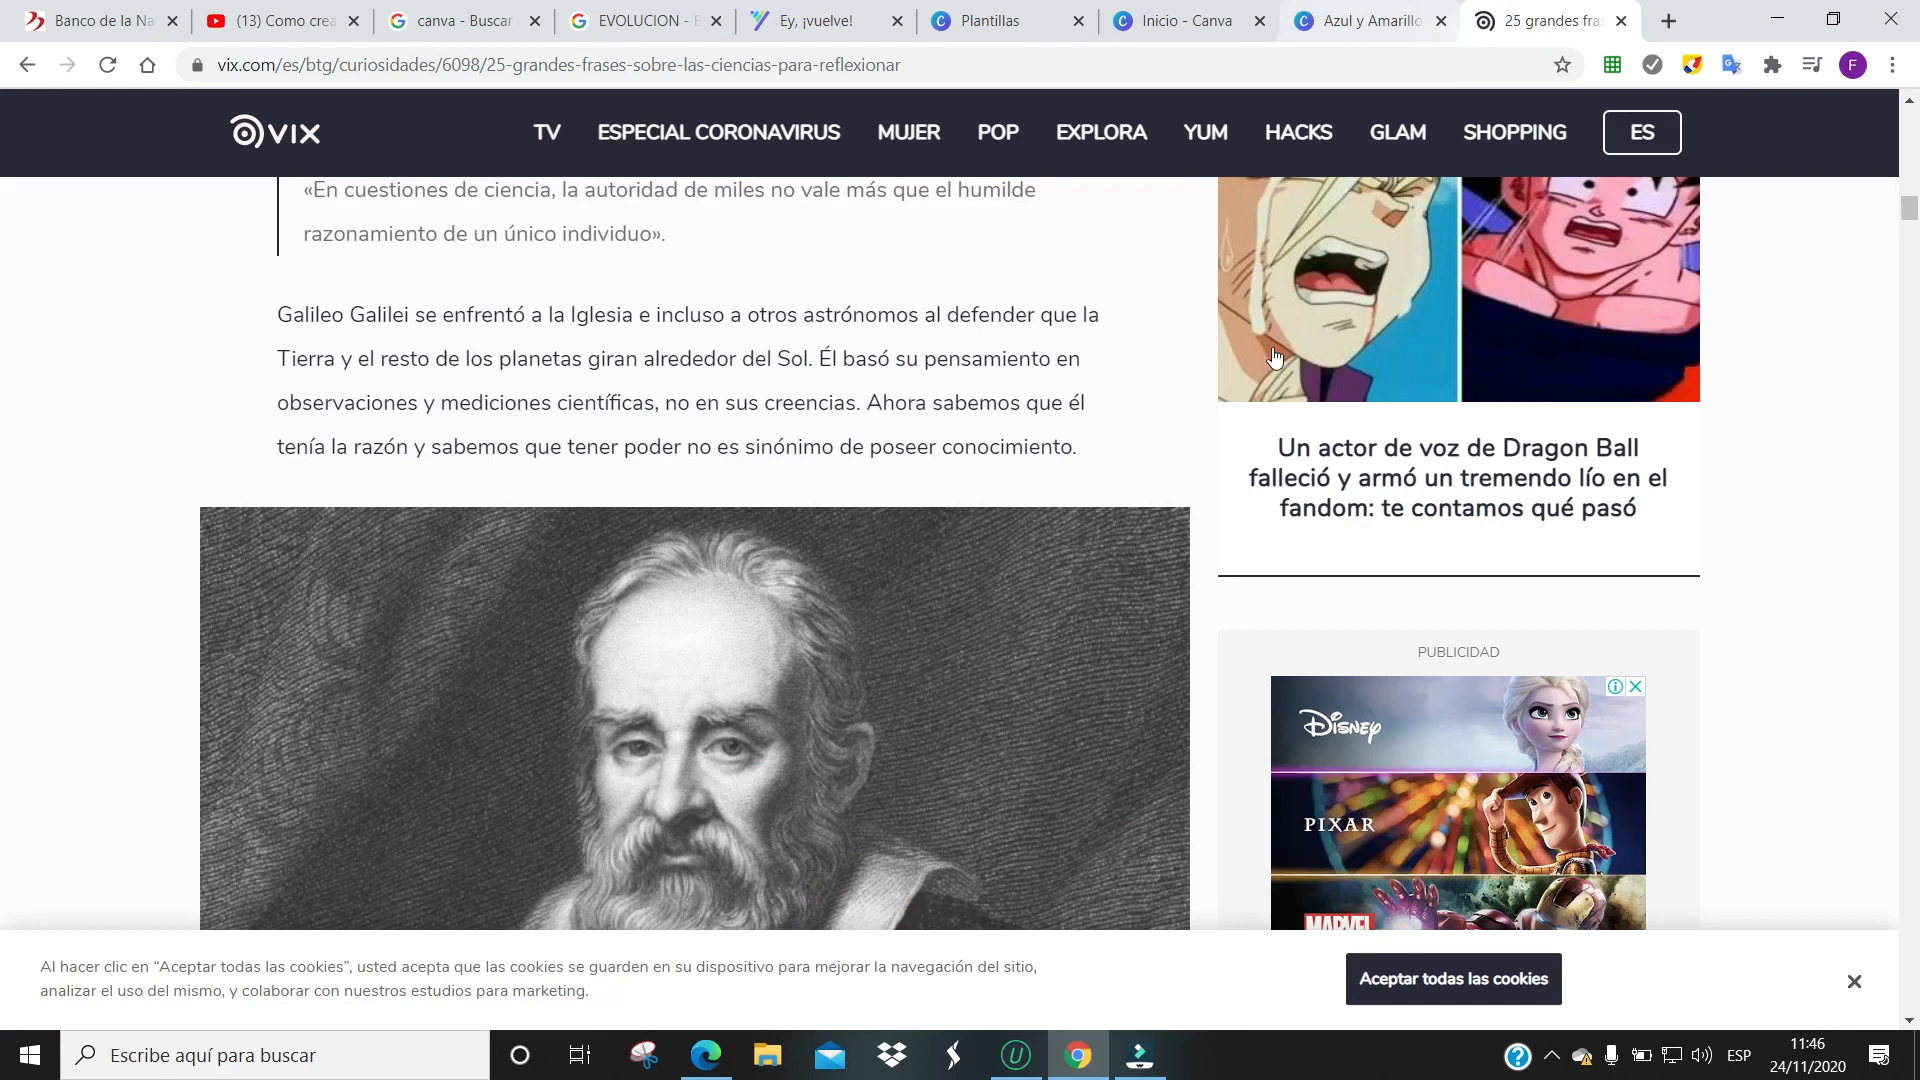 Banco de la Na
(13) Como crea
canva - Buscar
EVOLUCION - E
Ey, ¡vuelve!
Plantillas
Inicio - Canva
Azul y Amarillo
25 grandes fras
vix.com/es/btg/curiosidades/6098/25-grandes-frases-sobre-las-ciencias-para-reflexionar
F
VIX
TV ESPECIAL CORONAVIRUS MUJER POP EXPLORA YUM HACKS GLAM SHOPPING ES
«En cuestiones de ciencia, la autoridad de miles no vale más que el humilde
razonamiento de un único individuo».
Galileo Galilei se enfrentó a la Iglesia e incluso a otros astrónomos al defender que la
Tierra y el resto de los planetas giran alrededor del Sol. Él basó su pensamiento en
observaciones y mediciones científicas, no en sus creencias. Ahora sabemos que él
tenía la razón y sabemos que tener poder no es sinónimo de poseer conocimiento.
Un actor de voz de Dragon Ball
falleció y armó un tremendo lío en el
fandom: te contamos qué pasó
PUBLICIDAD
Disney
PIXAR
MARVEL
Al hacer clic en “Aceptar todas las cookies”, usted acepta que las cookies se guarden en su dispositivo para mejorar la navegación del sitio,
analizar el uso del mismo, y colaborar con nuestros estudios para marketing.
Aceptar todas las cookies
Escribe aquí para buscar
ESP
11:46
24/11/2020